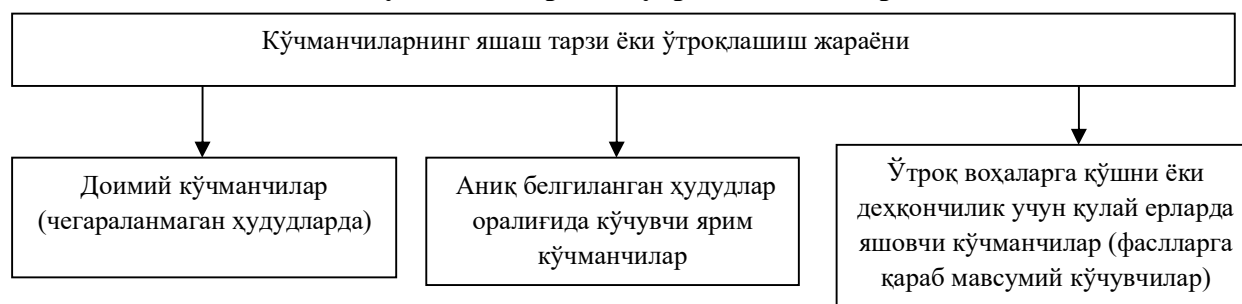 Кўчманчиларнинг яшаш тарзи ёки ўтроқлашиш жараёни
Доимий кўчманчилар
(чегараланмаган ҳудудларда)
Аниқ белгиланган ҳудудлар
оралиғида кўчувчи ярим
кўчманчилар
Ўтроқ воҳаларга қўшни ёки
деҳқончилик учун қулай ерларда
яшовчи кўчманчилар (фаслларга
қараб мавсумий кўчувчилар)